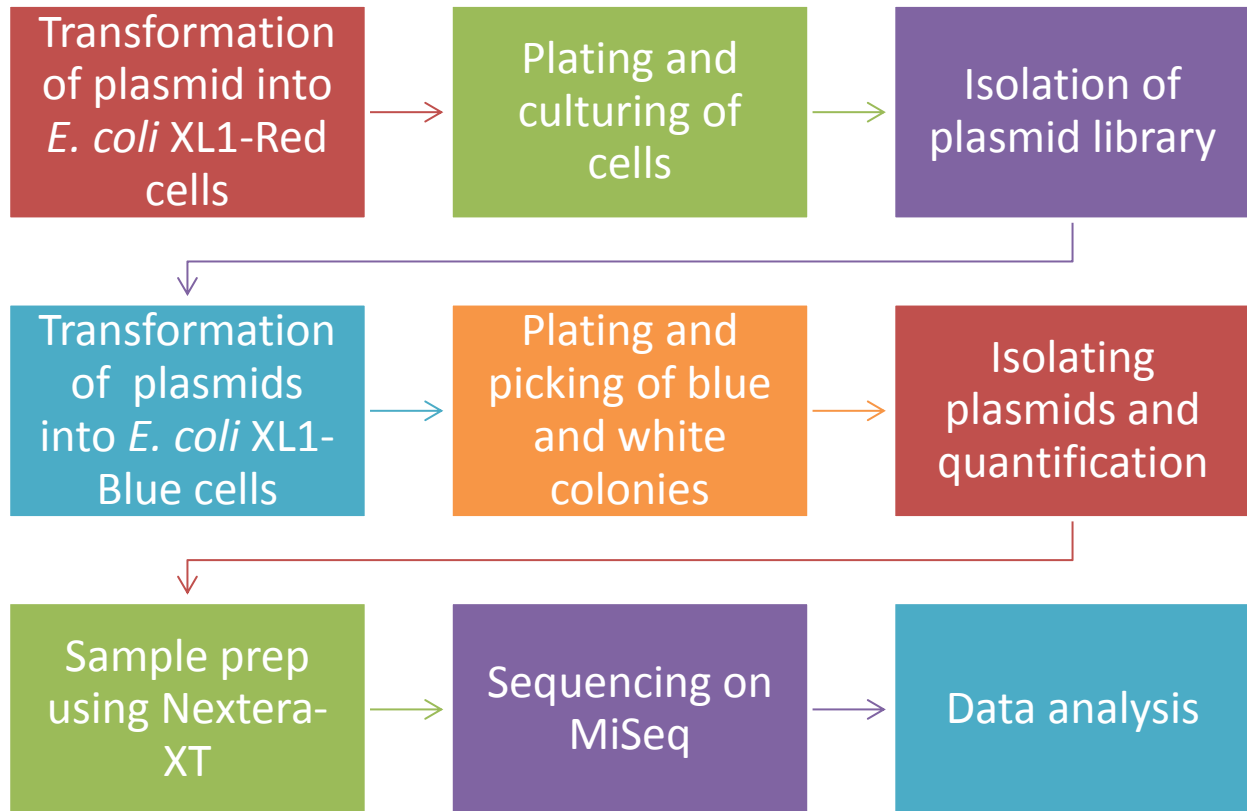 Transformation
of plasmid into
E. coli XL1-Red
cells
Plating and
culturing of
cells
Isolation of
plasmid library
Transformation
of plasmids
into E. coli XL1-
Blue cells
Plating and
picking of blue
and white
colonies
Isolating
plasmids and
quantification
Sample prep
using Nextera-
XT
Sequencing on
MiSeq
Data analysis